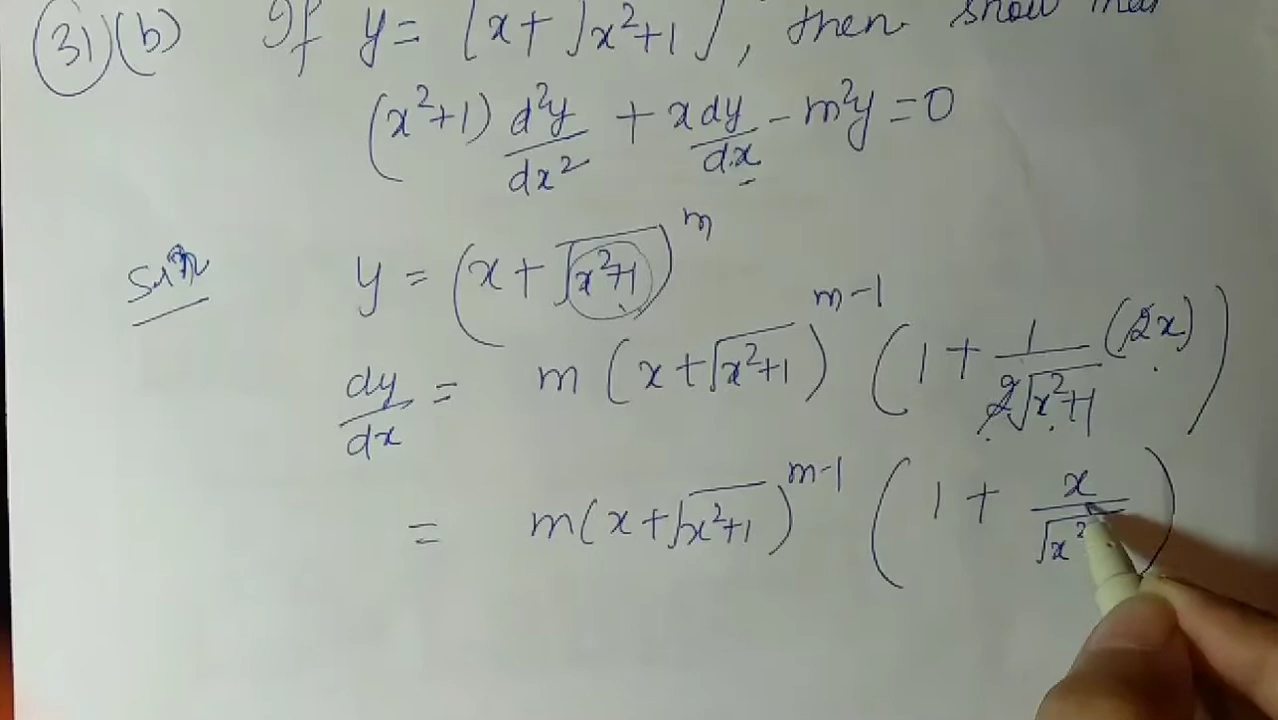 (31) (b) If y = [x + √x²+1], then show that
(x²+1) d²y/dx² + x dy/dx - m²y = 0
y = (x + √x²+1)^m
dy/dx = m (x + √x²+1)^m-1 (1 + 1/2√x²+1 (2x))
= m(x + √x²+1)^m-1 (1 + x/√x²)